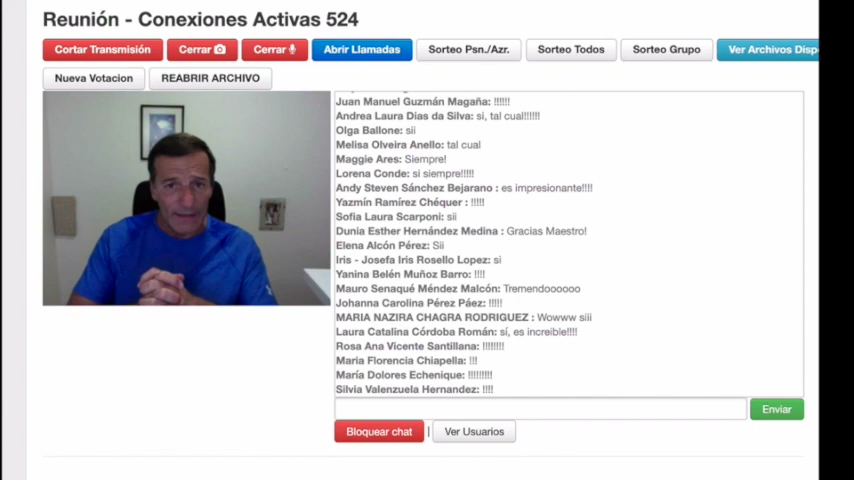 Reunión - Conexiones Activas 524
Cortar Transmisión Cerrar Cerrar Abrir Llamadas Sorteo Psn./Azr. Sorteo Todos Sorteo Grupo Ver Archivos Disp
Nueva Votacion REABRIR ARCHIVO
Juan Manuel Guzmán Magaña: !!!!!!
Andrea Laura Dias da Silva: si, tal cual!!!!!!
Olga Ballone: sii
Melisa Olveira Anello: tal cual
Maggie Ares: Siempre!
Lorena Conde: si siempre!!!!!
Andy Steven Sánchez Bejarano : es impresionante!!!!
Yazmín Ramírez Chéquer : !!!!!
Sofia Laura Scarponi: sii
Dunia Esther Hernández Medina : Gracias Maestro!
Elena Alcón Pérez: Sii
Iris - Josefa Iris Rosello Lopez: si
Yanina Belén Muñoz Barro: !!!!
Mauro Senaqué Méndez Malcón: Tremendoooooo
Johanna Carolina Pérez Páez: !!!!!
MARIA NAZIRA CHAGRA RODRIGUEZ : Wowww siii
Laura Catalina Córdoba Román: sí, es increible!!!!
Rosa Ana Vicente Santillana: !!!!!!!!
Maria Florencia Chiapella: !!!
María Dolores Echenique: !!!!!!!!!
Silvia Valenzuela Hernandez: !!!!
Enviar
Bloquear chat | Ver Usuarios